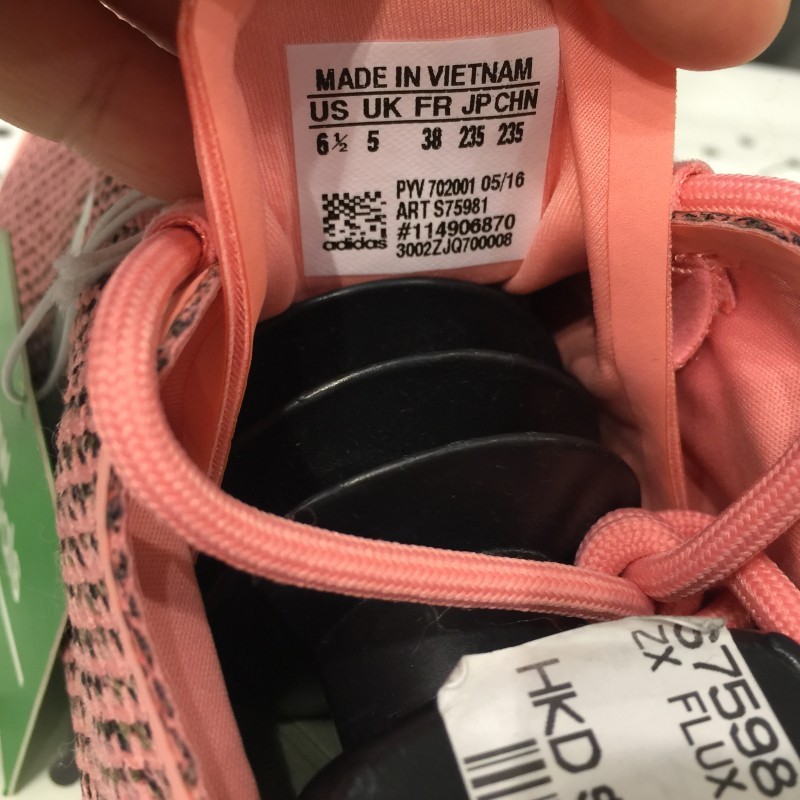 MADE IN VIETNAM
US UK FR JP CHN
6½ 5 38 235 235
PYV 702001 05/16
ART S75981
#114906870
3002ZJQ700008
adidas
S7598
ZX FLUX
HKD